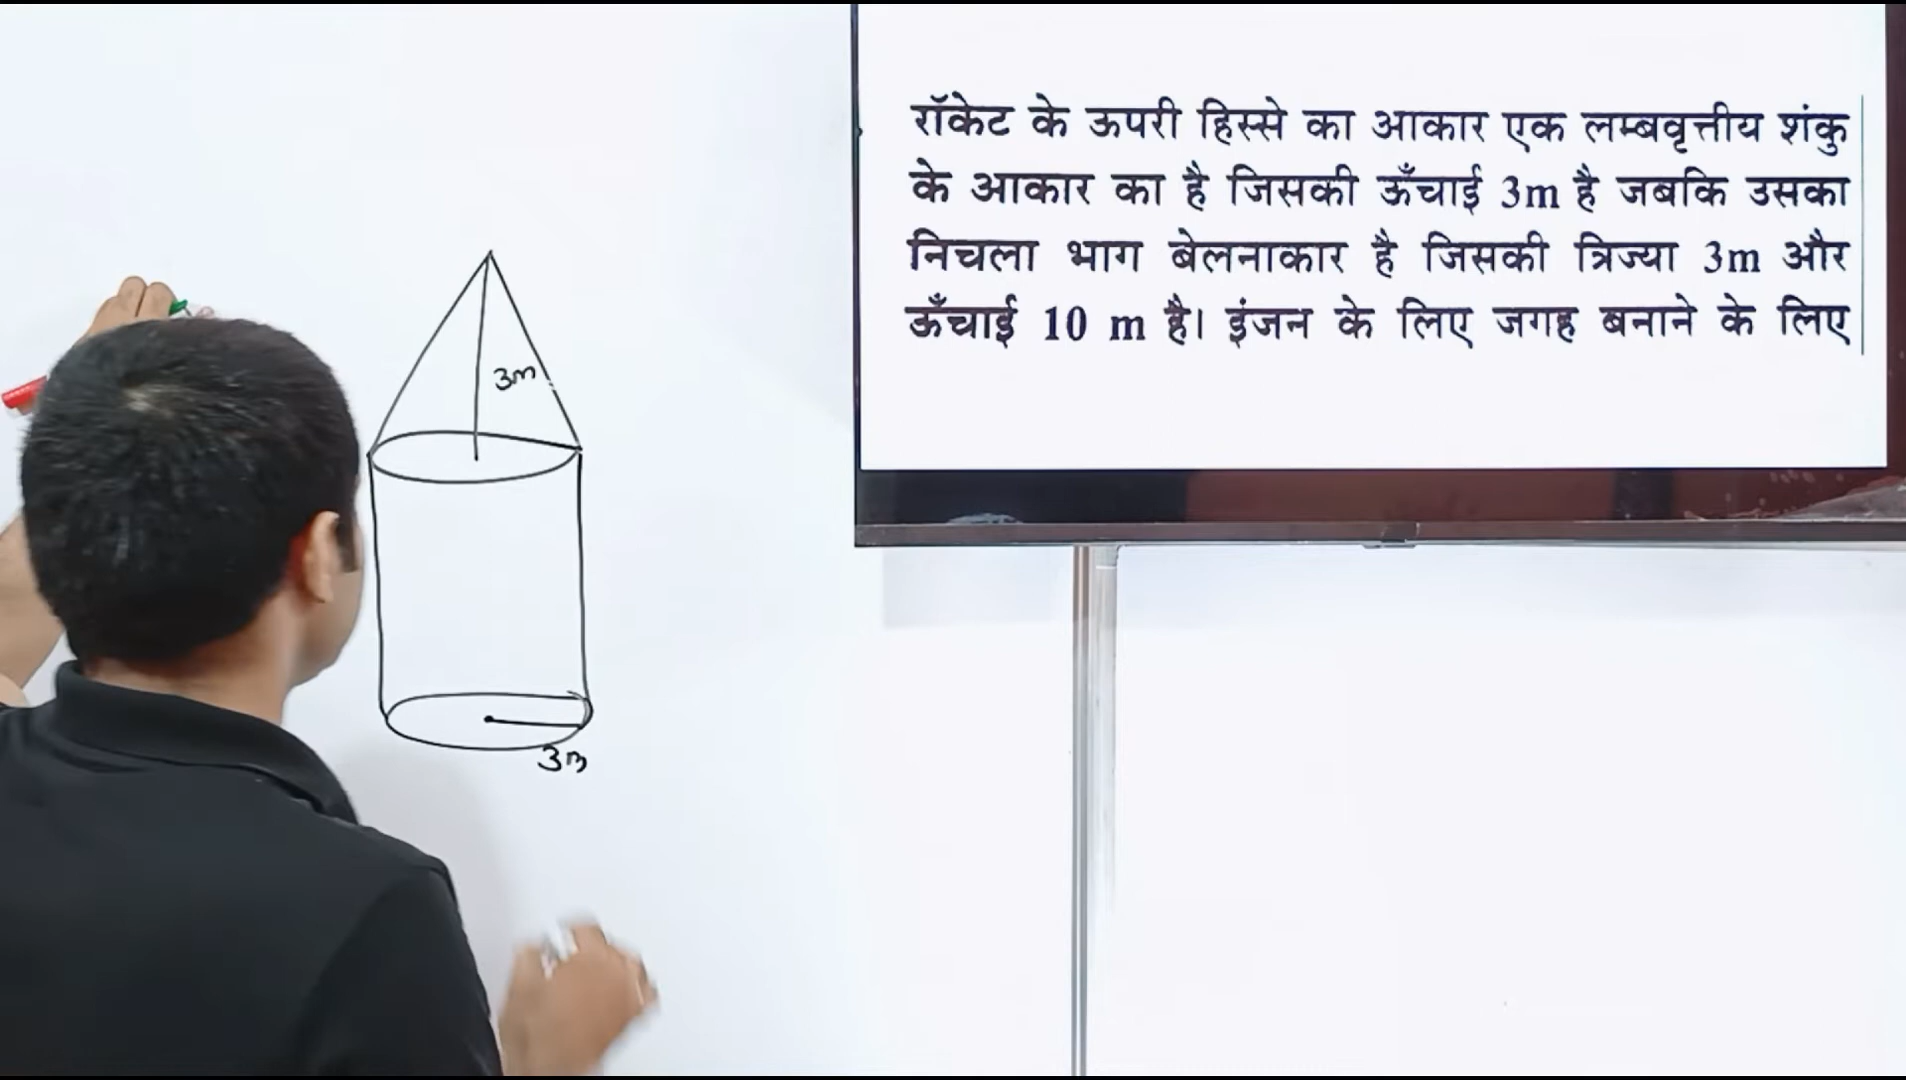 रॉकेट के ऊपरी हिस्से का आकार एक लम्बवृत्तीय शंकु
के आकार का है जिसकी ऊँचाई 3m है जबकि उसका
निचला भाग बेलनाकार है जिसकी त्रिज्या 3m और
ऊँचाई 10 m है। इंजन के लिए जगह बनाने के लिए
3m
3m